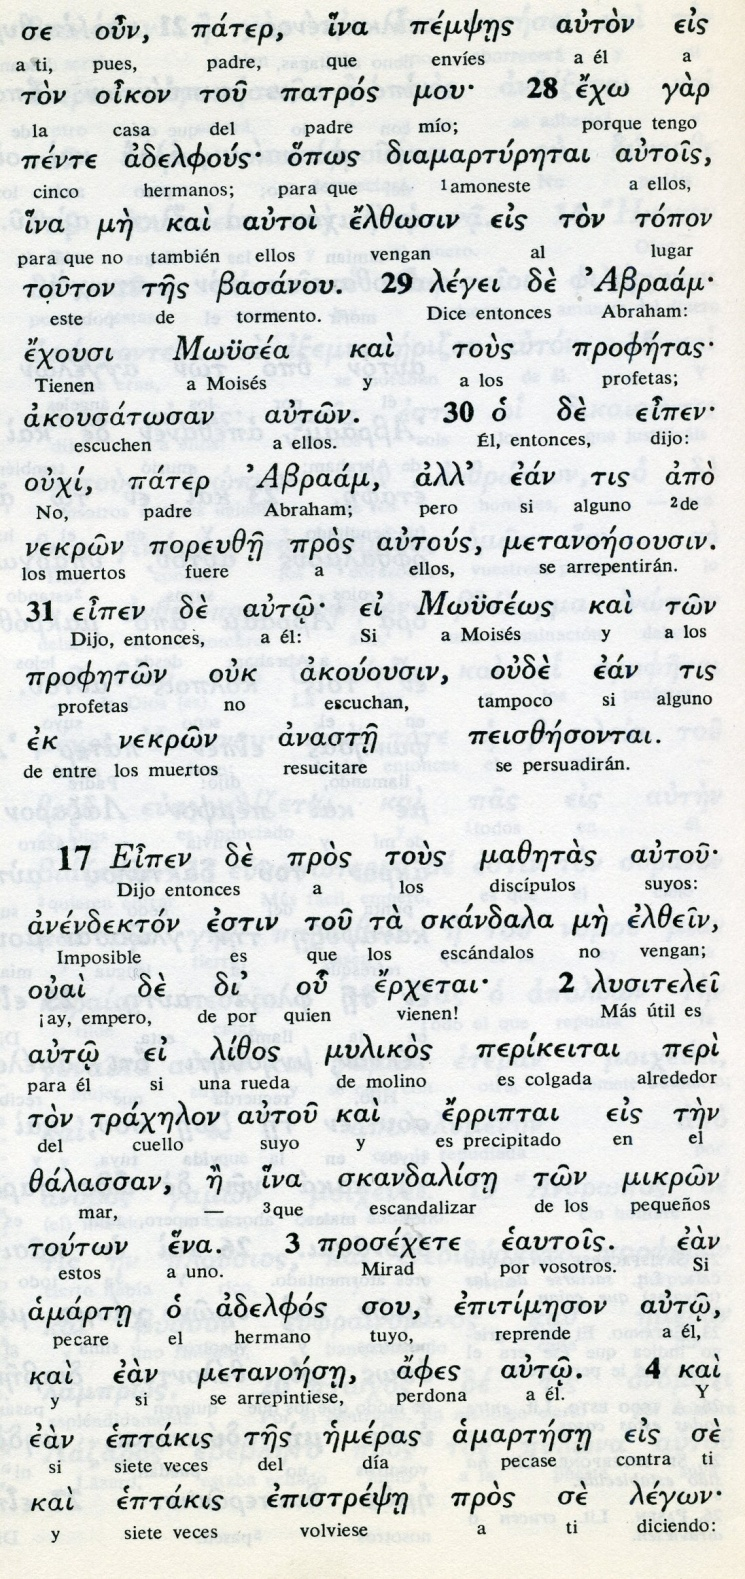 σε οὖν, πάτερ, ἵνα πέμψῃς αὐτὸν εἰς
a ti, pues, padre, que envíes a él a
τὸν οἶκον τοῦ πατρός μου· 28 ἔχω γὰρ
la casa del padre mío; porque tengo
πέντε ἀδελφούς· ὅπως διαμαρτύρηται αὐτοῖς,
cinco hermanos; para que ¹amoneste a ellos,
ἵνα μὴ καὶ αὐτοὶ ἔλθωσιν εἰς τὸν τόπον
para que no también ellos vengan al lugar
τοῦτον τῆς βασάνου. 29 λέγει δὲ Ἀβραάμ·
este de tormento. Dice entonces Abraham:
ἔχουσι Μωϋσέα καὶ τοὺς προφήτας·
Tienen a Moisés y a los profetas;
ἀκουσάτωσαν αὐτῶν. 30 ὁ δὲ εἶπεν·
escuchen a ellos. Él, entonces, dijo:
οὐχί, πάτερ Ἀβραάμ, ἀλλ' ἐάν τις ἀπὸ
No, padre Abraham; pero si alguno ²de
νεκρῶν πορευθῇ πρὸς αὐτούς, μετανοήσουσιν.
los muertos fuere a ellos, se arrepentirán.
31 εἶπεν δὲ αὐτῷ· εἰ Μωϋσέως καὶ τῶν
Dijo, entonces, a él: Si a Moisés y a los
προφητῶν οὐκ ἀκούουσιν, οὐδὲ ἐάν τις
profetas no escuchan, tampoco si alguno
ἐκ νεκρῶν ἀναστῇ πεισθήσονται.
de entre los muertos resucitare se persuadirán.
17 Εἶπεν δὲ πρὸς τοὺς μαθητὰς αὐτοῦ·
Dijo entonces a los discípulos suyos:
ἀνένδεκτόν ἐστιν τοῦ τὰ σκάνδαλα μὴ ἐλθεῖν,
Imposible es que los escándalos no vengan;
οὐαὶ δὲ δι' οὗ ἔρχεται· 2 λυσιτελεῖ
¡ay, empero, de por quien vienen! Más útil es
αὐτῷ εἰ λίθος μυλικὸς περίκειται περὶ
para él si una rueda de molino es colgada alrededor
τὸν τράχηλον αὐτοῦ καὶ ἔρριπται εἰς τὴν
del cuello suyo y es precipitado en el
θάλασσαν, ἢ ἵνα σκανδαλίσῃ τῶν μικρῶν
mar, — ³que escandalizar de los pequeños
τούτων ἕνα. 3 προσέχετε ἑαυτοῖς. ἐὰν
estos a uno. Mirad por vosotros. Si
ἁμάρτῃ ὁ ἀδελφός σου, ἐπιτίμησον αὐτῷ,
pecare el hermano tuyo, reprende a él,
καὶ ἐὰν μετανοήσῃ, ἄφες αὐτῷ. 4 καὶ
y si se arrepintiese, perdona a él. Y
ἐὰν ἑπτάκις τῆς ἡμέρας ἁμαρτήσῃ εἰς σὲ
si siete veces del día pecase contra ti
καὶ ἑπτάκις ἐπιστρέψῃ πρὸς σὲ λέγων·
y siete veces volviese a ti diciendo: